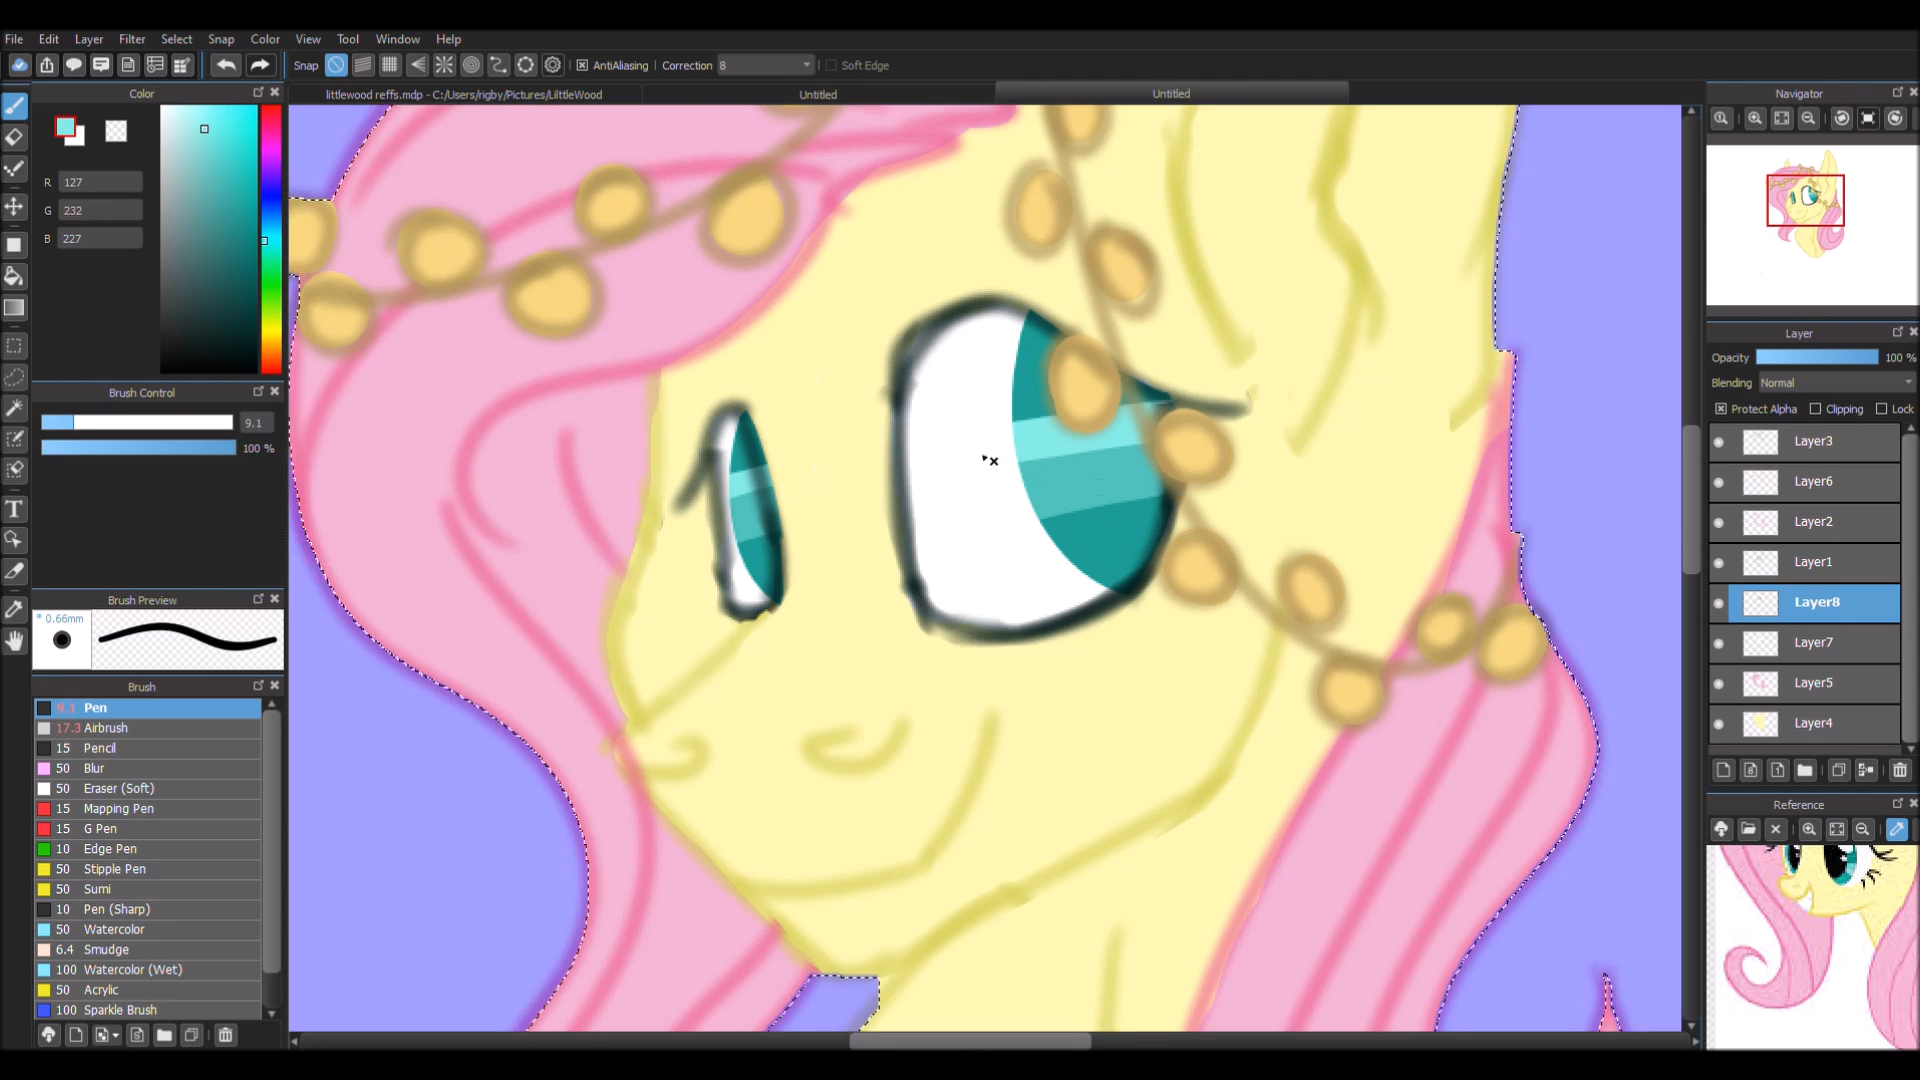 File Edit Layer Filter Select Snap Color View Tool Window Help
Snap AntiAliasing Correction 8 Soft Edge
Color
R 127
G 232
B 227
Brush Control
9.1
100 %
Brush Preview
* 0.66mm
Brush
9.1 Pen
17.3 Airbrush
15 Pencil
50 Blur
50 Eraser (Soft)
15 Mapping Pen
15 G Pen
10 Edge Pen
50 Stipple Pen
50 Sumi
10 Pen (Sharp)
50 Watercolor
6.4 Smudge
100 Watercolor (Wet)
50 Acrylic
100 Sparkle Brush
littlewood reffs.mdp - C:/Users/rigby/Pictures/LilttleWood
Untitled
Untitled
Navigator
Layer
Opacity 100 %
Blending Normal
Protect Alpha Clipping Lock
Layer3
Layer6
Layer2
Layer1
Layer8
Layer7
Layer5
Layer4
Reference